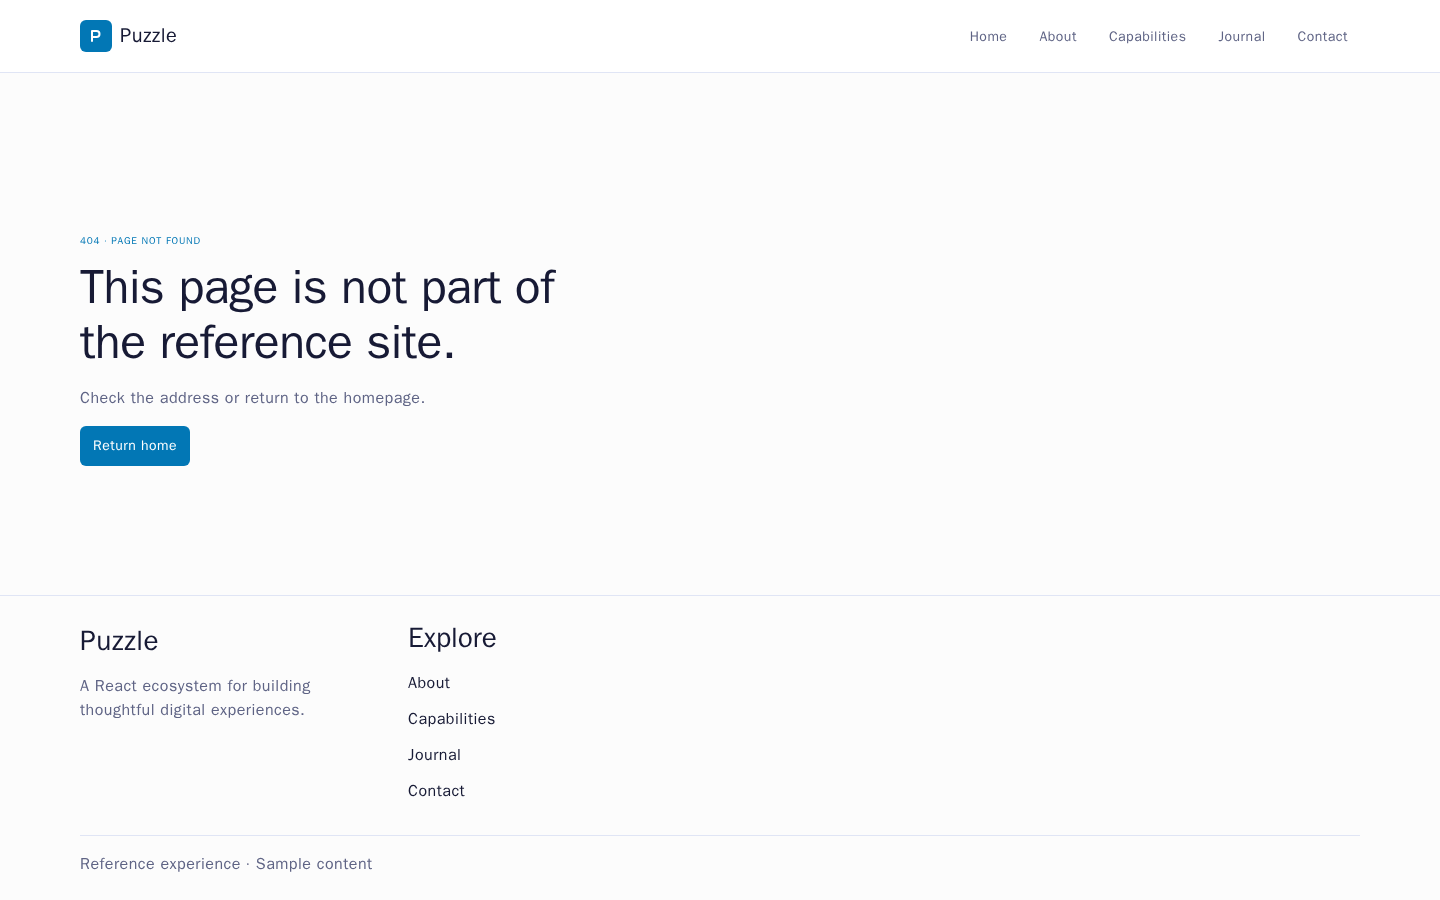 P Puzzle
Home About Capabilities Journal Contact
404 · PAGE NOT FOUND
This page is not part of
the reference site.
Check the address or return to the homepage.
Return home
Puzzle
A React ecosystem for building
thoughtful digital experiences.
Explore
About
Capabilities
Journal
Contact
Reference experience · Sample content